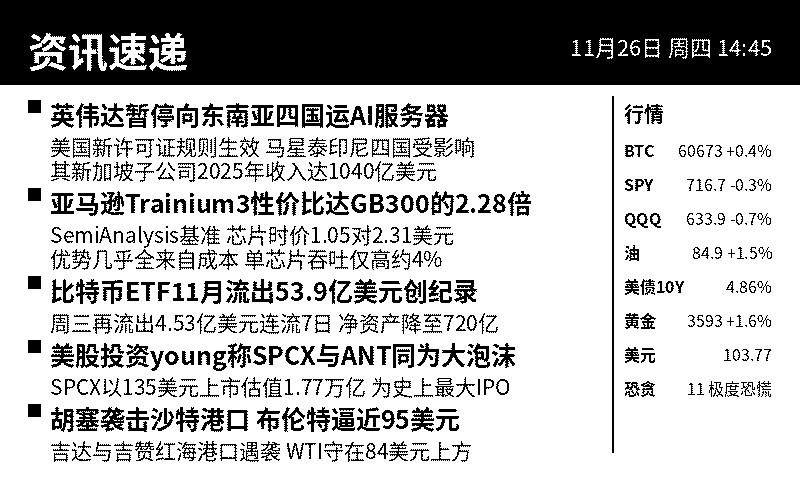 资讯速递
11月26日 周四 14:45
英伟达暂停向东南亚四国运AI服务器
美国新许可证规则生效 马星泰印尼四国受影响
其新加坡子公司2025年收入达1040亿美元
亚马逊Trainium3性价比达GB300的2.28倍
SemiAnalysis基准 芯片时价1.05对2.31美元
优势几乎全来自成本 单芯片吞吐仅高约4%
比特币ETF11月流出53.9亿美元创纪录
周三再流出4.53亿美元连流7日 净资产降至720亿
美股投资young称SPCX与ANT同为大泡沫
SPCX以135美元上市估值1.77万亿 为史上最大IPO
胡塞袭击沙特港口 布伦特逼近95美元
吉达与吉赞红海港口遇袭 WTI守在84美元上方
行情
BTC 60673 +0.4%
SPY 716.7 -0.3%
QQQ 633.9 -0.7%
油 84.9 +1.5%
美债10Y 4.86%
黄金 3593 +1.6%
美元 103.77
恐贪 11 极度恐慌